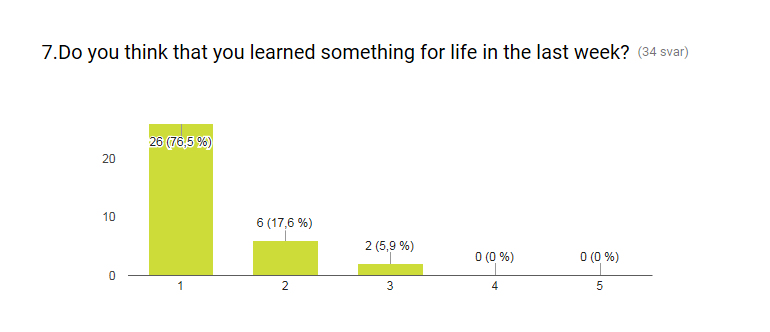 7.Do you think that you learned something for life in the last week? (34 svar)
26 (76,5 %)
20
6 (17,6 %)
10
2 (5,9 %)
0 (0 %) 0 (0 %)
0
1 2 3 4 5